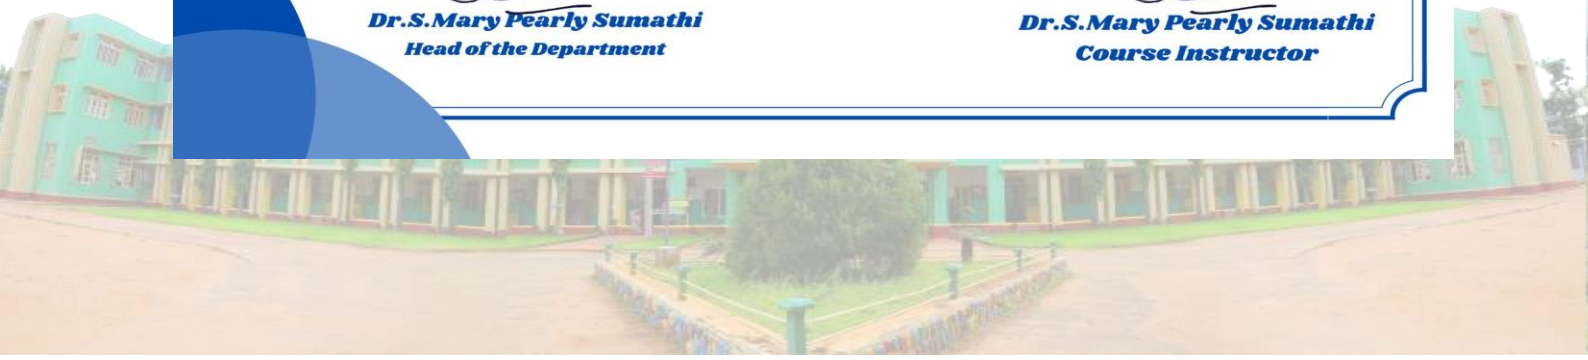 Dr.S.Mary Pearly Sumathi
Head of the Department
Dr.S.Mary Pearly Sumathi
Course Instructor